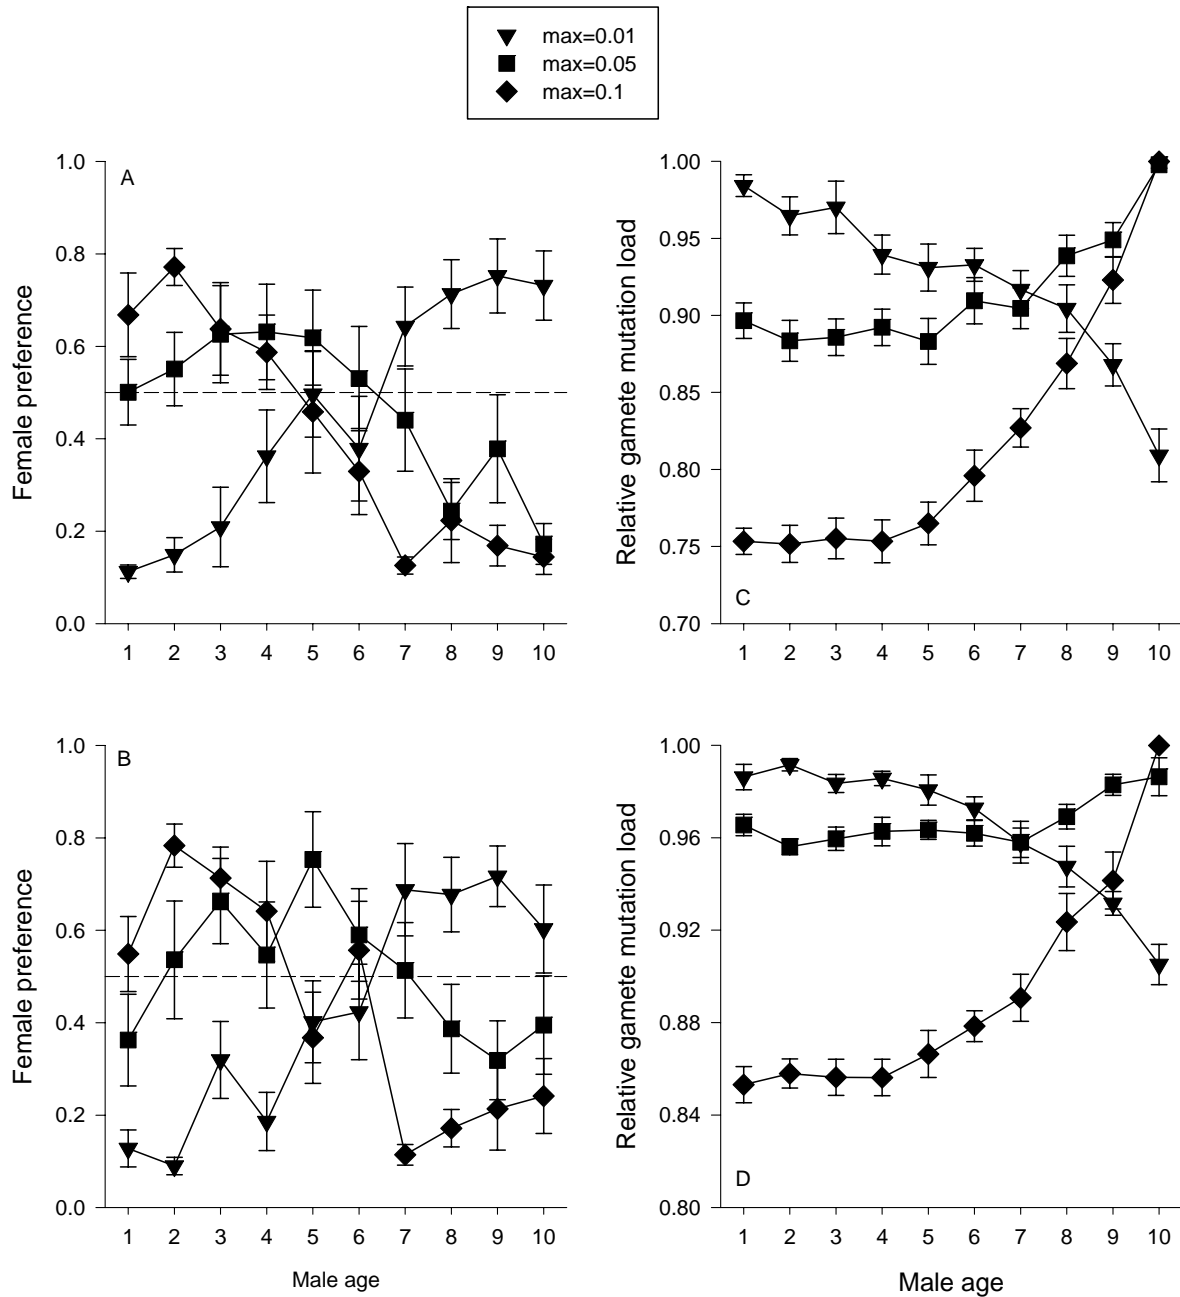 max=0.01
max=0.05
max=0.1
A
1.0
0.8
0.6
0.4
0.2
0.0
Female preference
1 2 3 4 5 6 7 8 9 10
C
1.00
0.95
0.90
0.85
0.80
0.75
0.70
Relative gamete mutation load
1 2 3 4 5 6 7 8 9 10
B
1.0
0.8
0.6
0.4
0.2
0.0
Female preference
1 2 3 4 5 6 7 8 9 10
Male age
D
1.00
0.96
0.92
0.88
0.84
0.80
Relative gamete mutation load
1 2 3 4 5 6 7 8 9 10
Male age